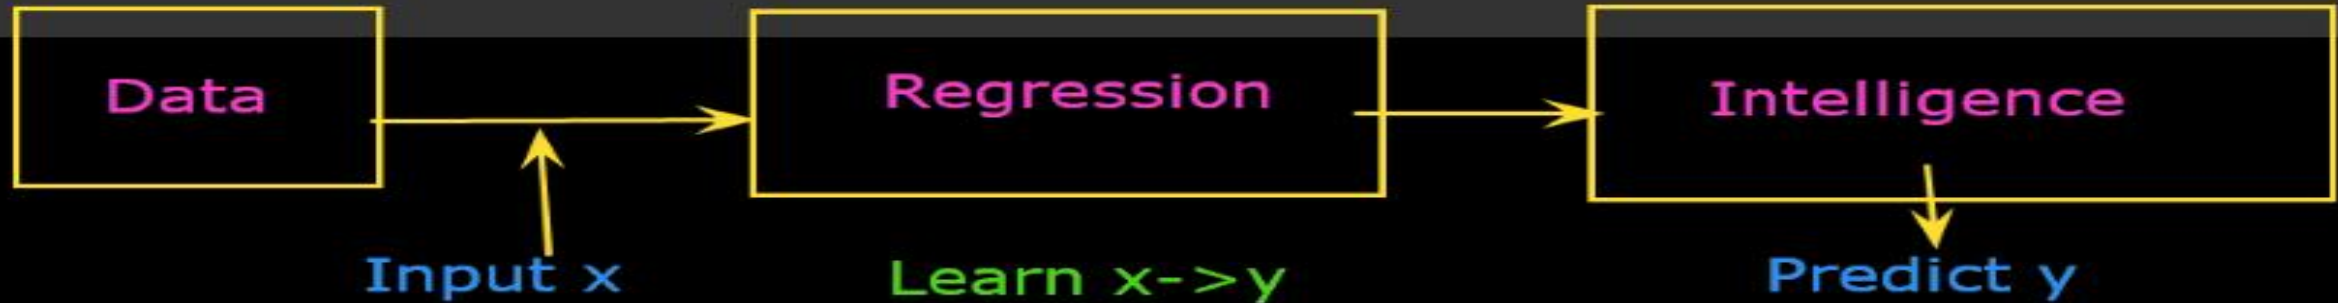 Data
Regression
Intelligence
Input x
Learn x->y
Predict y